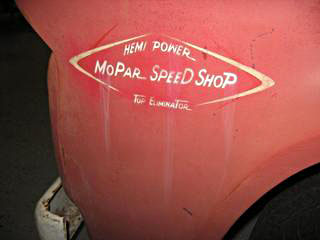 HEMI POWER
MOPAR SPEED SHOP
TOP ELIMINATOR